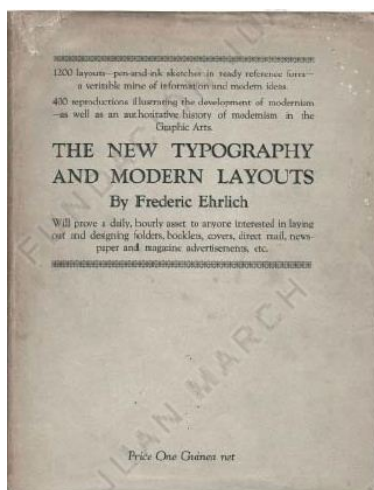 1200 layouts—pen-and-ink sketches in ready reference form—
a veritable mine of information and modern ideas.
400 reproductions illustrating the development of modernism
—as well as an authoritative history of modernism in the
Graphic Arts.
THE NEW TYPOGRAPHY
AND MODERN LAYOUTS
By Frederic Ehrlich
Will prove a daily, hourly asset to anyone interested in laying
out and designing folders, booklets, covers, direct mail, news-
paper and magazine advertisements, etc.
Price One Guinea net
JUAN MARCH